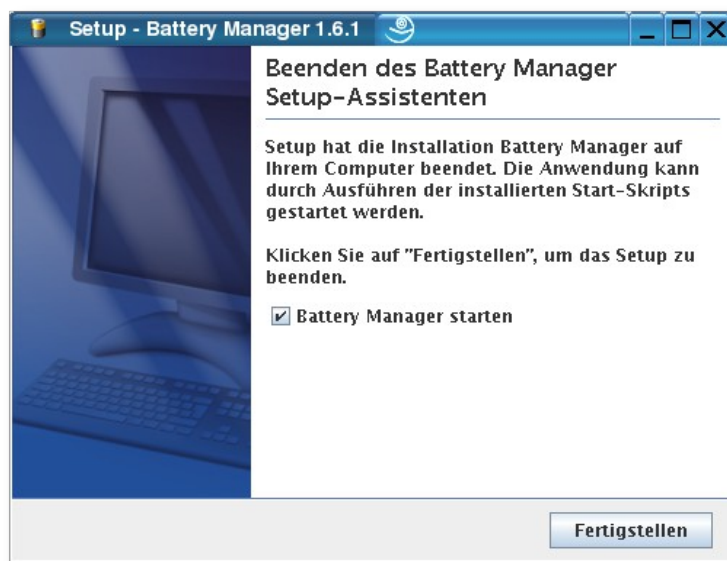 Setup - Battery Manager 1.6.1
Beenden des Battery Manager
Setup-Assistenten
Setup hat die Installation Battery Manager auf
Ihrem Computer beendet. Die Anwendung kann
durch Ausführen der installierten Start-Skripts
gestartet werden.
Klicken Sie auf "Fertigstellen", um das Setup zu
beenden.
Battery Manager starten
Fertigstellen